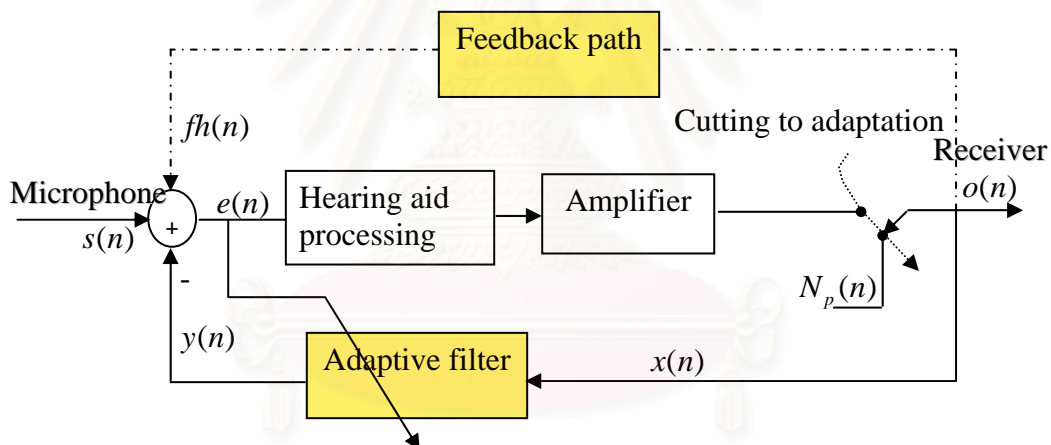 Feedback path
fh(n)
Cutting to adaptation
Receiver
Microphone
e(n)
Hearing aid
processing
Amplifier
o(n)
s(n)
+
-
N_p(n)
y(n)
Adaptive filter
x(n)